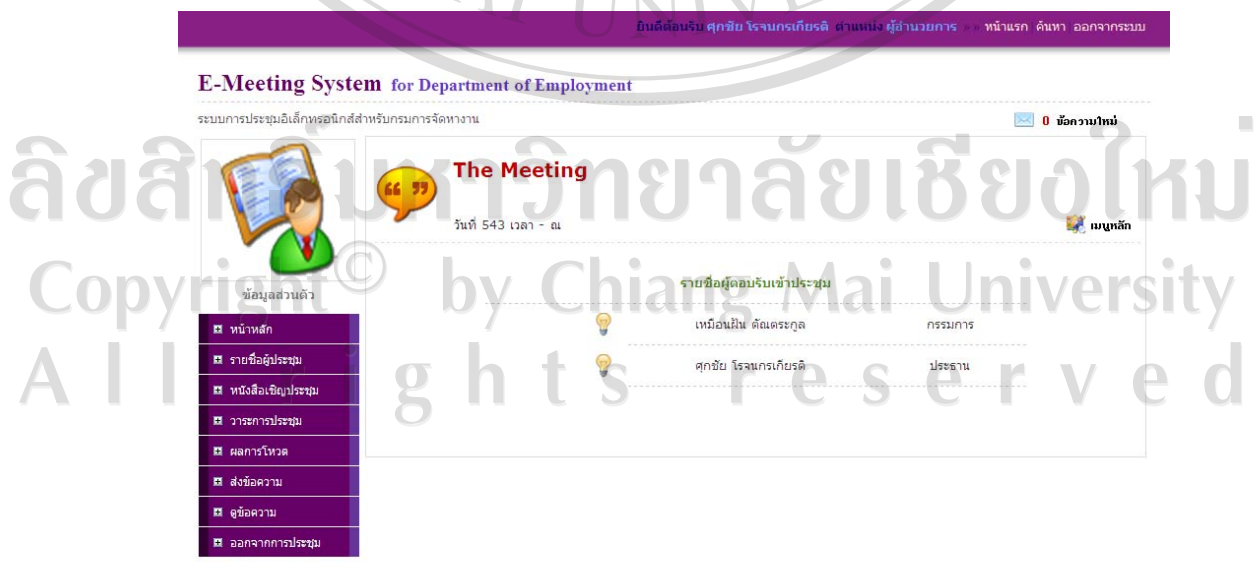 ยินดีต้อนรับ ศุกชัย โรจนกรเกียรติ ตำแหน่ง ผู้อำนวยการ » » หน้าแรก ค้นหา ออกจากระบบ
E-Meeting System for Department of Employment
ระบบการประชุมอิเล็กทรอนิกส์สำหรับกรมการจัดหางาน
0 ข้อความใหม่
The Meeting
วันที่ 543 เวลา - ณ
เมนูหลัก
ข้อมูลส่วนตัว
หน้าหลัก
รายชื่อผู้ประชุม
หนังสือเชิญประชุม
วาระการประชุม
ผลการโหวต
ส่งข้อความ
ดูข้อความ
ออกจากการประชุม
รายชื่อผู้ตอบรับเข้าประชุม
เหมือนฝัน ตัณตระกูล กรรมการ
ศุกชัย โรจนกรเกียรติ ประธาน
ลิขสิทธิ์มหาวิทยาลัยเชียงใหม่
Copyright © by Chiang Mai University
All rights reserved